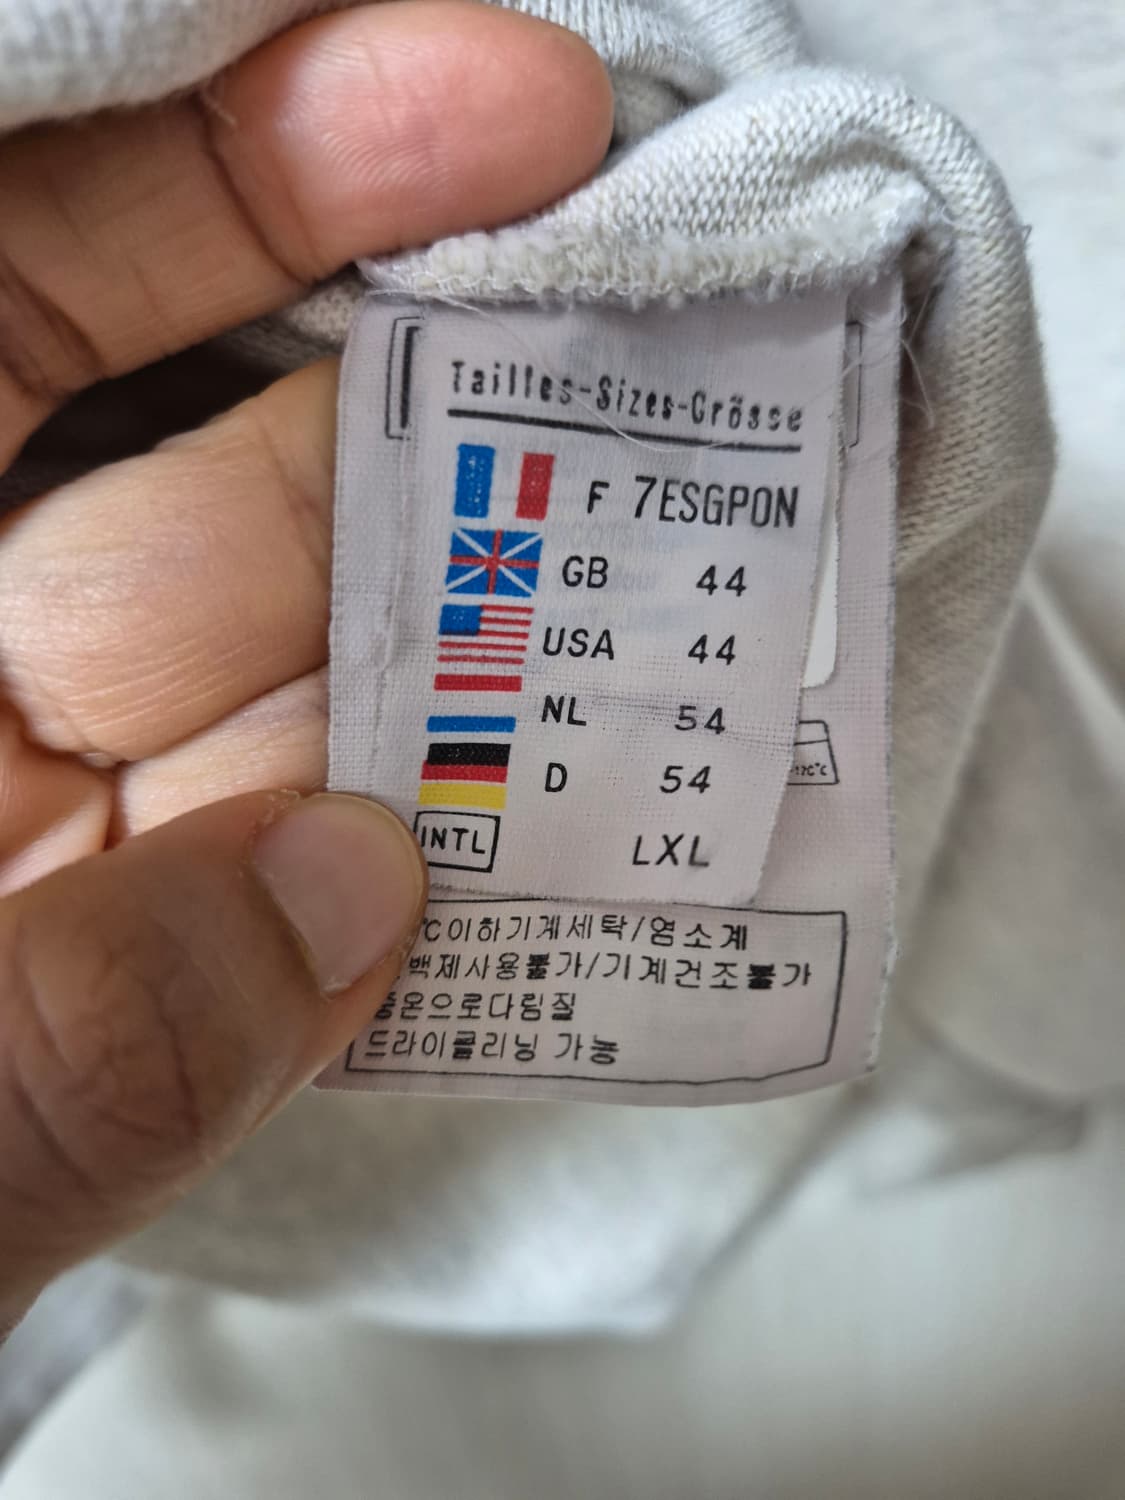 Tailles-Sizes-Grösse
F 7ESGPON
GB 44
USA 44
NL 54
D 54
INTL LXL
℃이하기계세탁/염소계
백제사용불가/기계건조불가
온으로다림질
드라이클리닝 가능